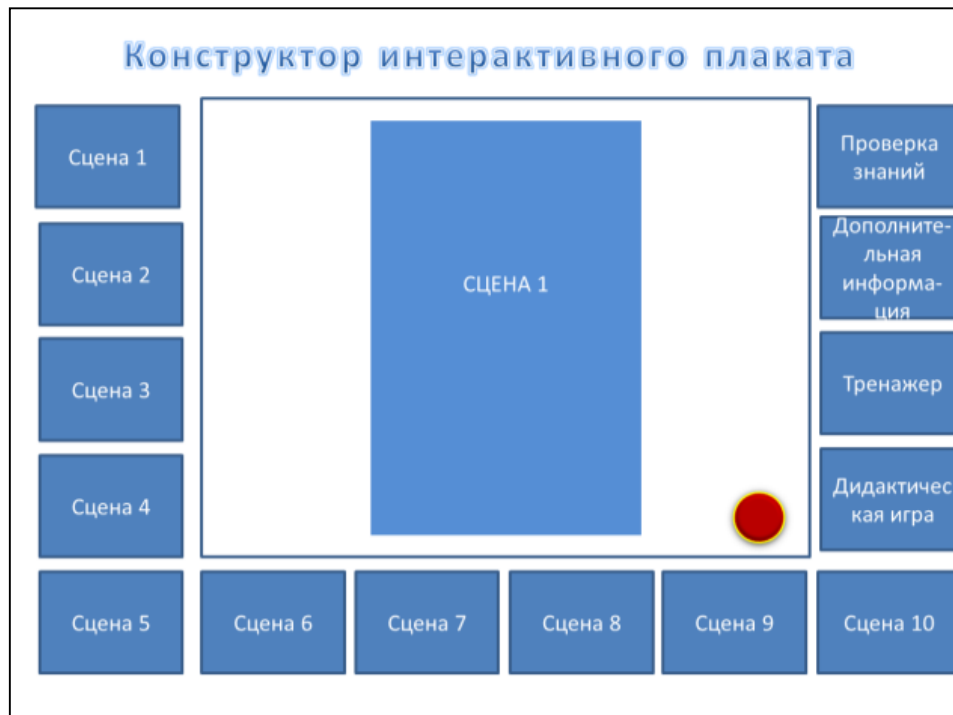 Конструктор интерактивного плаката
Сцена 1
Сцена 2
Сцена 3
Сцена 4
СЦЕНА 1
Проверка
знаний
Дополните-
льная
информа-
ция
Тренажер
Дидактичес
кая игра
Сцена 5
Сцена 6
Сцена 7
Сцена 8
Сцена 9
Сцена 10